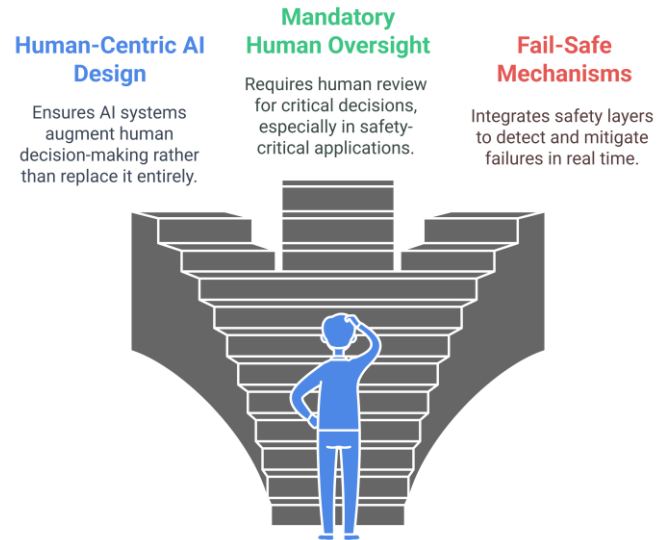 Human-Centric AI
Design
Ensures AI systems
augment human
decision-making rather
than replace it entirely.
Mandatory
Human Oversight
Requires human review
for critical decisions,
especially in safety-
critical applications.
Fail-Safe
Mechanisms
Integrates safety layers
to detect and mitigate
failures in real time.